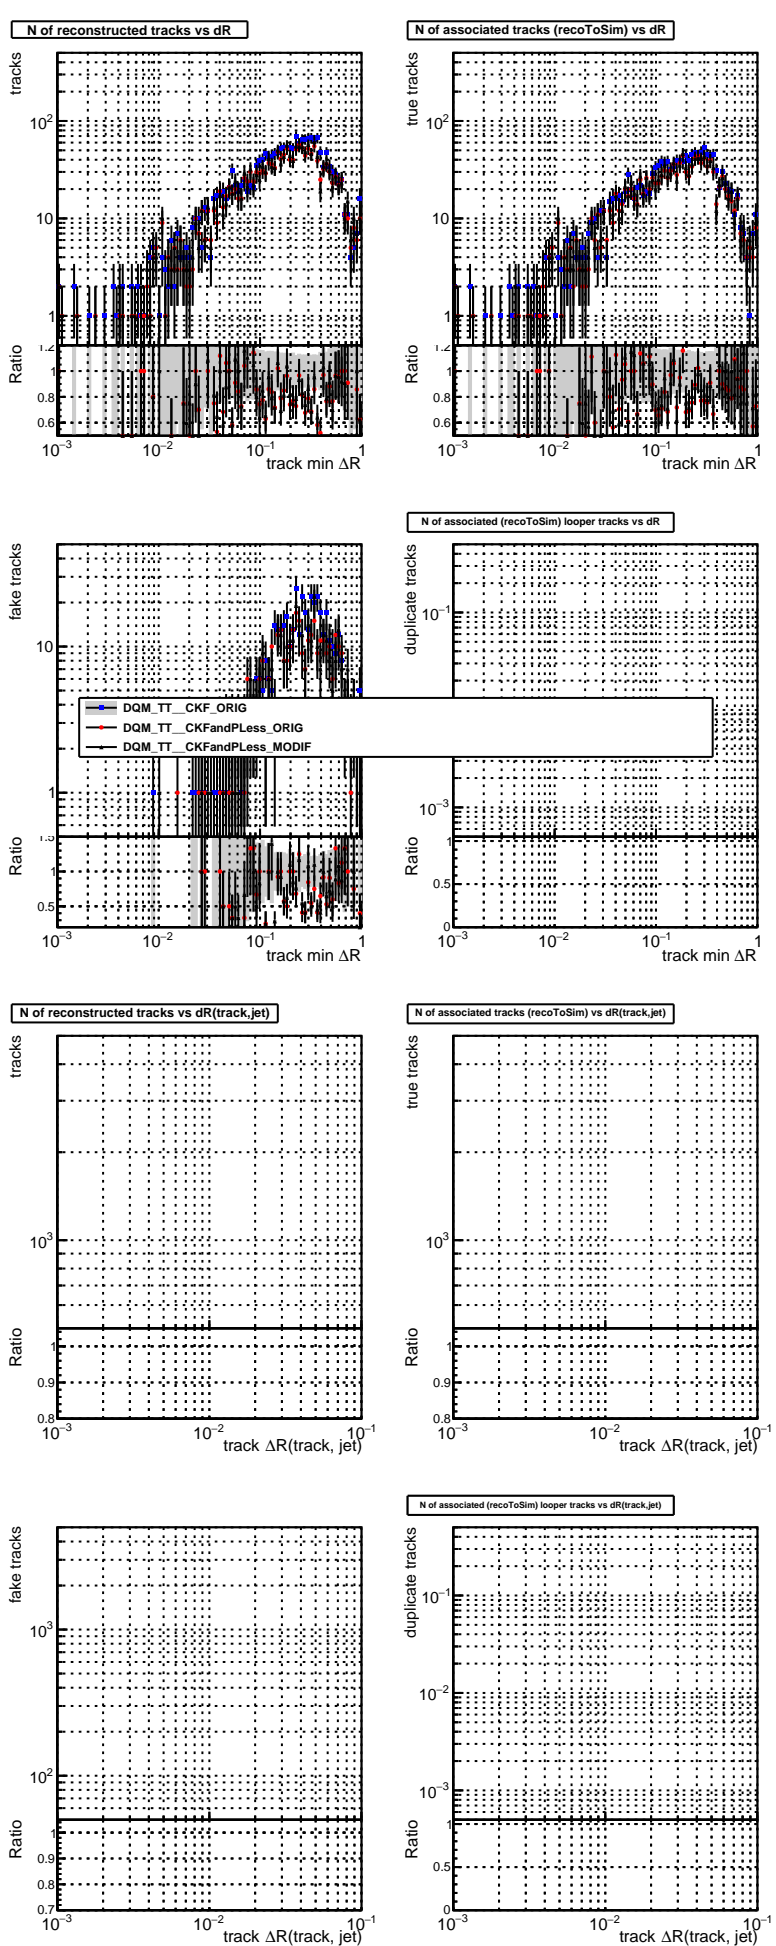 N of reconstructed tracks vs dR
tracks
10²
10
1
Ratio
1.2
1
0.8
0.6
10⁻³ 10⁻² 10⁻¹ 1
track min ΔR
N of associated tracks (recoToSim) vs dR
true tracks
10²
10
1
Ratio
1.2
1
0.8
0.6
10⁻³ 10⁻² 10⁻¹ 1
track min ΔR
fake tracks
10
1
Ratio
1.5
1
0.5
10⁻³ 10⁻² 10⁻¹ 1
track min ΔR
N of associated (recoToSim) looper tracks vs dR
duplicate tracks
10⁻¹
10⁻³
Ratio
1
0.5
0
10⁻³ 10⁻² 10⁻¹ 1
track min ΔR
DQM_TT__CKF_ORIG
DQM_TT__CKFandPLess_ORIG
DQM_TT__CKFandPLess_MODIF
N of reconstructed tracks vs dR(track,jet)
tracks
10³
Ratio
1
0.9
0.8
10⁻³ 10⁻² 10⁻¹
track ΔR(track, jet)
N of associated tracks (recoToSim) vs dR(track,jet)
true tracks
10³
Ratio
1
0.9
0.8
10⁻³ 10⁻² 10⁻¹
track ΔR(track, jet)
fake tracks
10³
10²
Ratio
1
0.9
0.8
0.7
10⁻³ 10⁻² 10⁻¹
track ΔR(track, jet)
N of associated (recoToSim) looper tracks vs dR(track,jet)
duplicate tracks
10⁻¹
10⁻²
10⁻³
Ratio
1
0.5
0
10⁻³ 10⁻² 10⁻¹
track ΔR(track, jet)